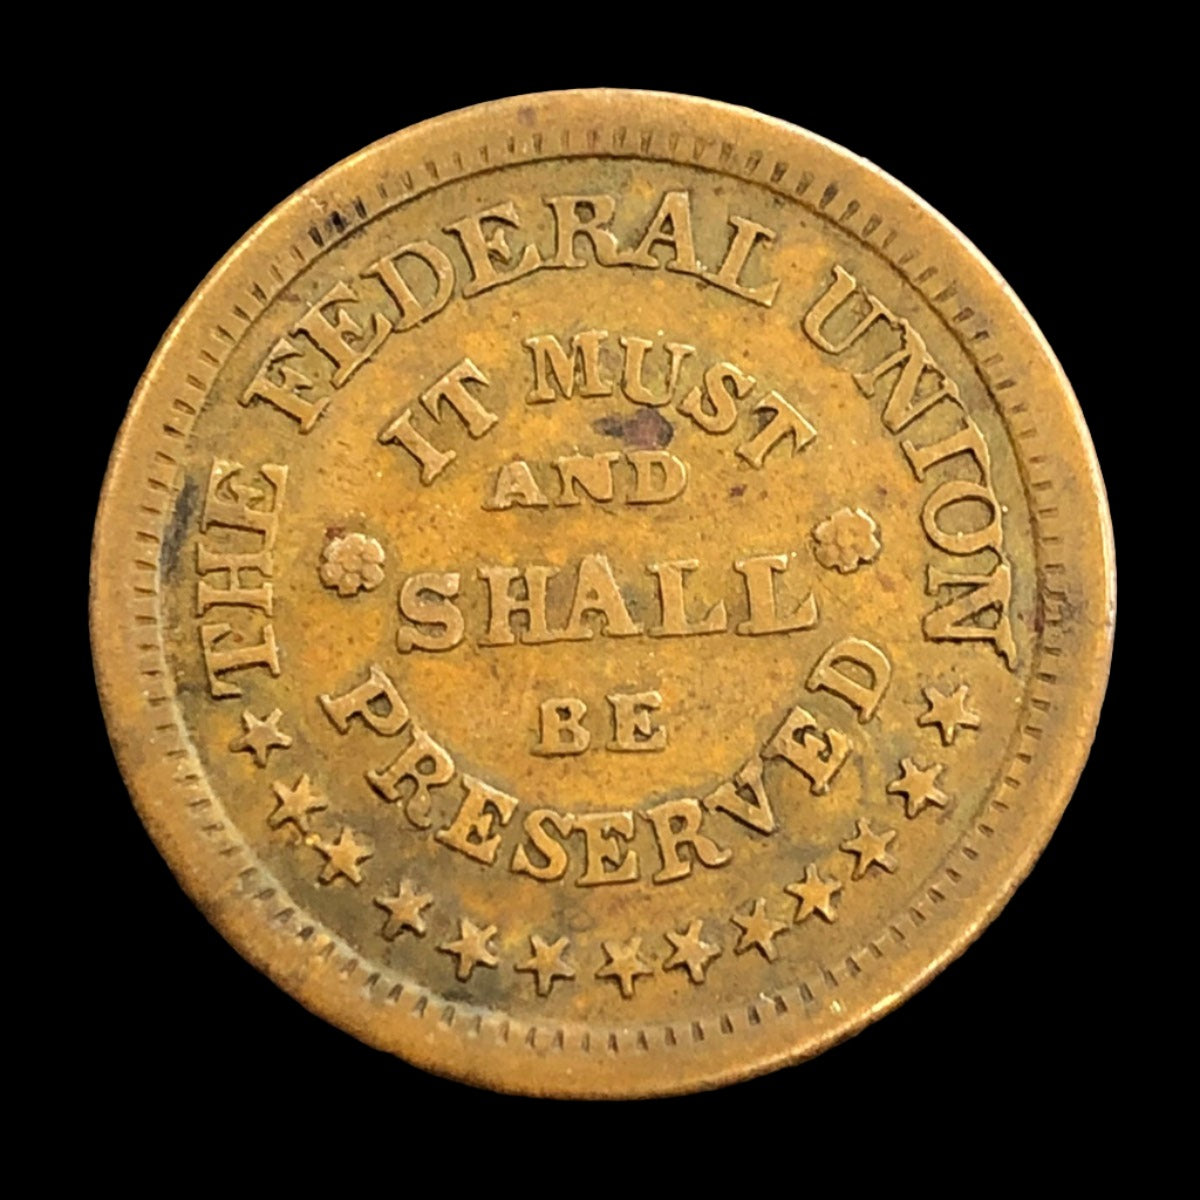 THE FEDERAL UNION
IT MUST
AND
SHALL
BE
PRESERVED